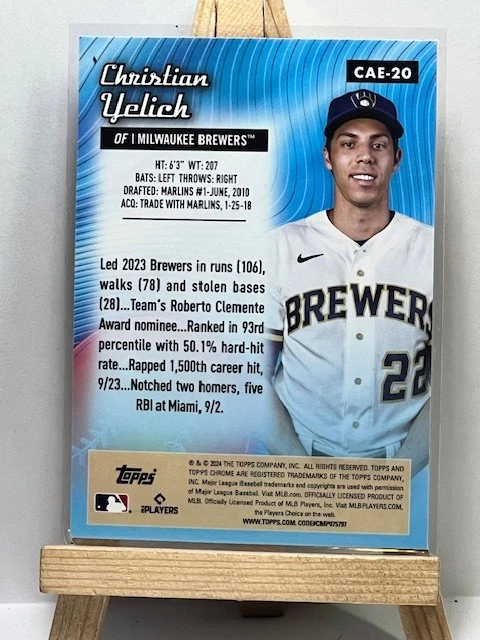 Christian
Yelich
CAE-20
OF | MILWAUKEE BREWERS™
HT: 6'3" WT: 207
BATS: LEFT THROWS: RIGHT
DRAFTED: MARLINS #1-JUNE, 2010
ACQ: TRADE WITH MARLINS, 1-25-18
Led 2023 Brewers in runs (106),
walks (78) and stolen bases
(28)...Team's Roberto Clemente
Award nominee...Ranked in 93rd
percentile with 50.1% hard-hit
rate...Rapped 1,500th career hit,
9/23...Notched two homers, five
RBI at Miami, 9/2.
BREWERS
22
Topps
MLB PLAYERS
® & © 2024 THE TOPPS COMPANY, INC. ALL RIGHTS RESERVED. TOPPS AND
TOPPS CHROME ARE REGISTERED TRADEMARKS OF THE TOPPS COMPANY,
INC. Major League Baseball trademarks and copyrights are used with permission
of Major League Baseball. Visit MLB.com. OFFICIALLY LICENSED PRODUCT OF
MLBI. Officially Licensed Product of MLB Players, Inc. Visit MLBPLAYERS.COM,
the Players Choice on the web.
WWW.TOPPS.COM. CODE#CMP075797